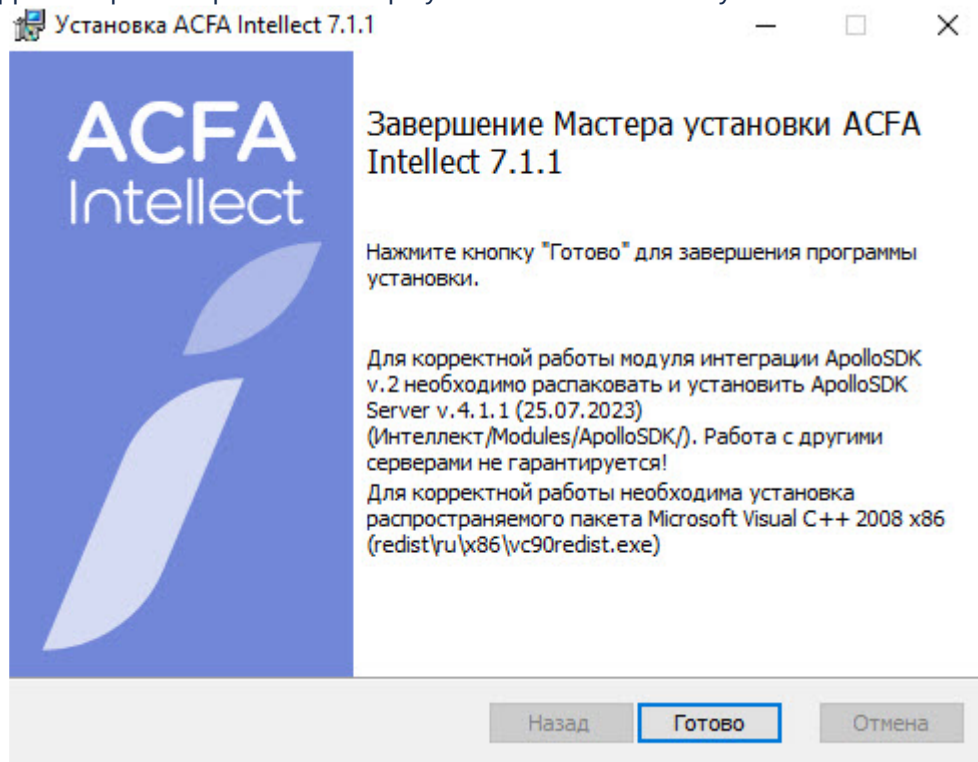 Установка ACFA Intellect 7.1.1
ACFA
Intellect
Завершение Мастера установки ACFA
Intellect 7.1.1
Нажмите кнопку "Готово" для завершения программы
установки.
Для корректной работы модуля интеграции ApolloSDK
v.2 необходимо распаковать и установить ApolloSDK
Server v.4.1.1 (25.07.2023)
(Интеллект/Modules/ApolloSDK/). Работа с другими
серверами не гарантируется!
Для корректной работы необходима установка
распространяемого пакета Microsoft Visual C++ 2008 x86
(redist\ru\x86\vc90redist.exe)
Назад
Готово
Отмена